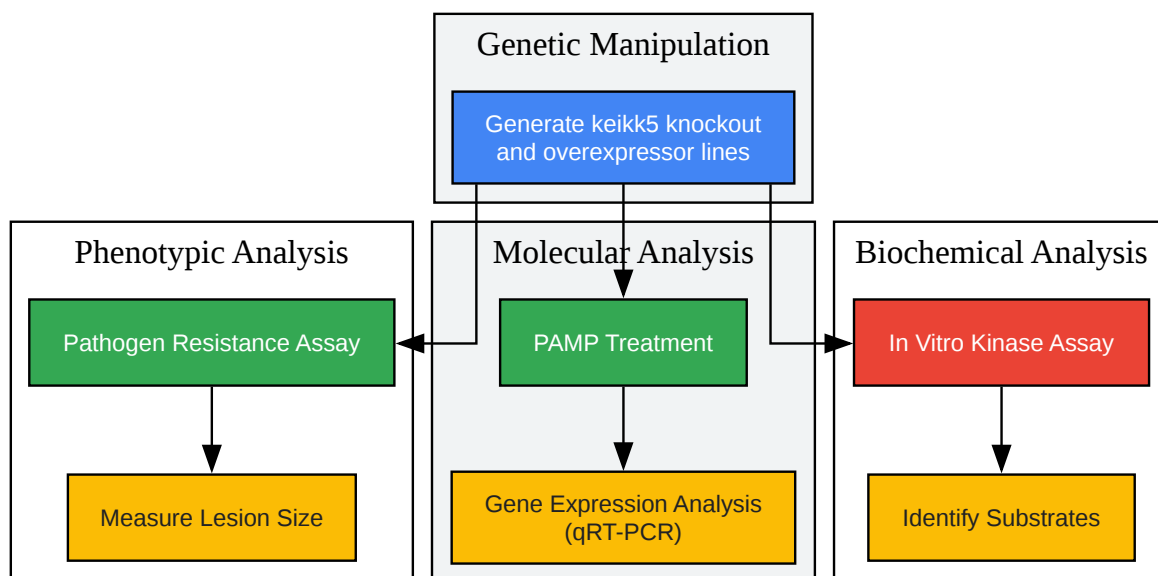 Genetic Manipulation
Generate keikk5 knockout
and overexpressor lines
Phenotypic Analysis
Pathogen Resistance Assay
Measure Lesion Size
Molecular Analysis
PAMP Treatment
Gene Expression Analysis
(qRT-PCR)
Biochemical Analysis
In Vitro Kinase Assay
Identify Substrates